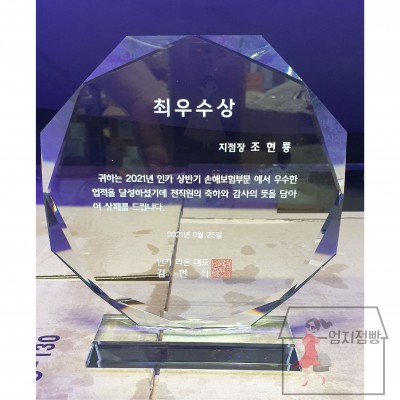 최우수상
지점장 조 현 룡
귀하는 2021년 인카 상반기 손해보험부문 에서 우수한
업적을 달성하셨기에 전직원의 축하와 감사의 뜻을 담아
이 상패를 드립니다.
2021년 8월 25일
인카 라온 대표
김 현 식
엄지정빵